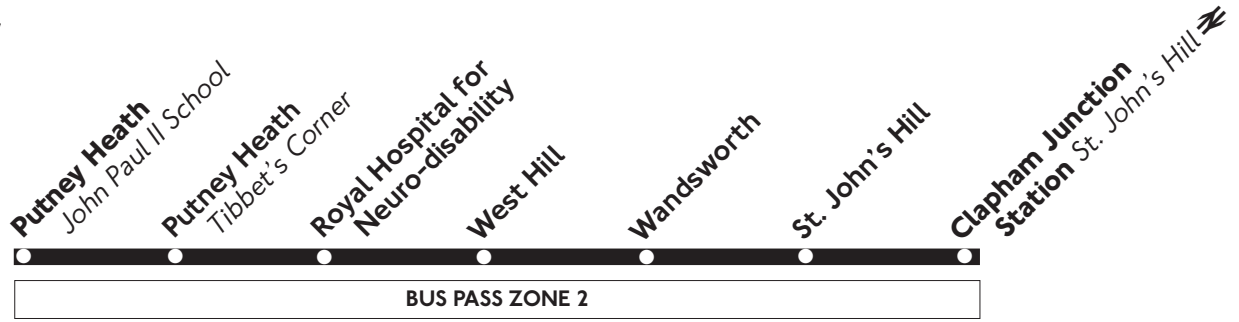 Putney Heath
John Paul II School
Putney Heath
Tibbet's Corner
Royal Hospital for
Neuro-disability
West Hill
Wandsworth
St. John's Hill
Clapham Junction
Station St. John's Hill
BUS PASS ZONE 2